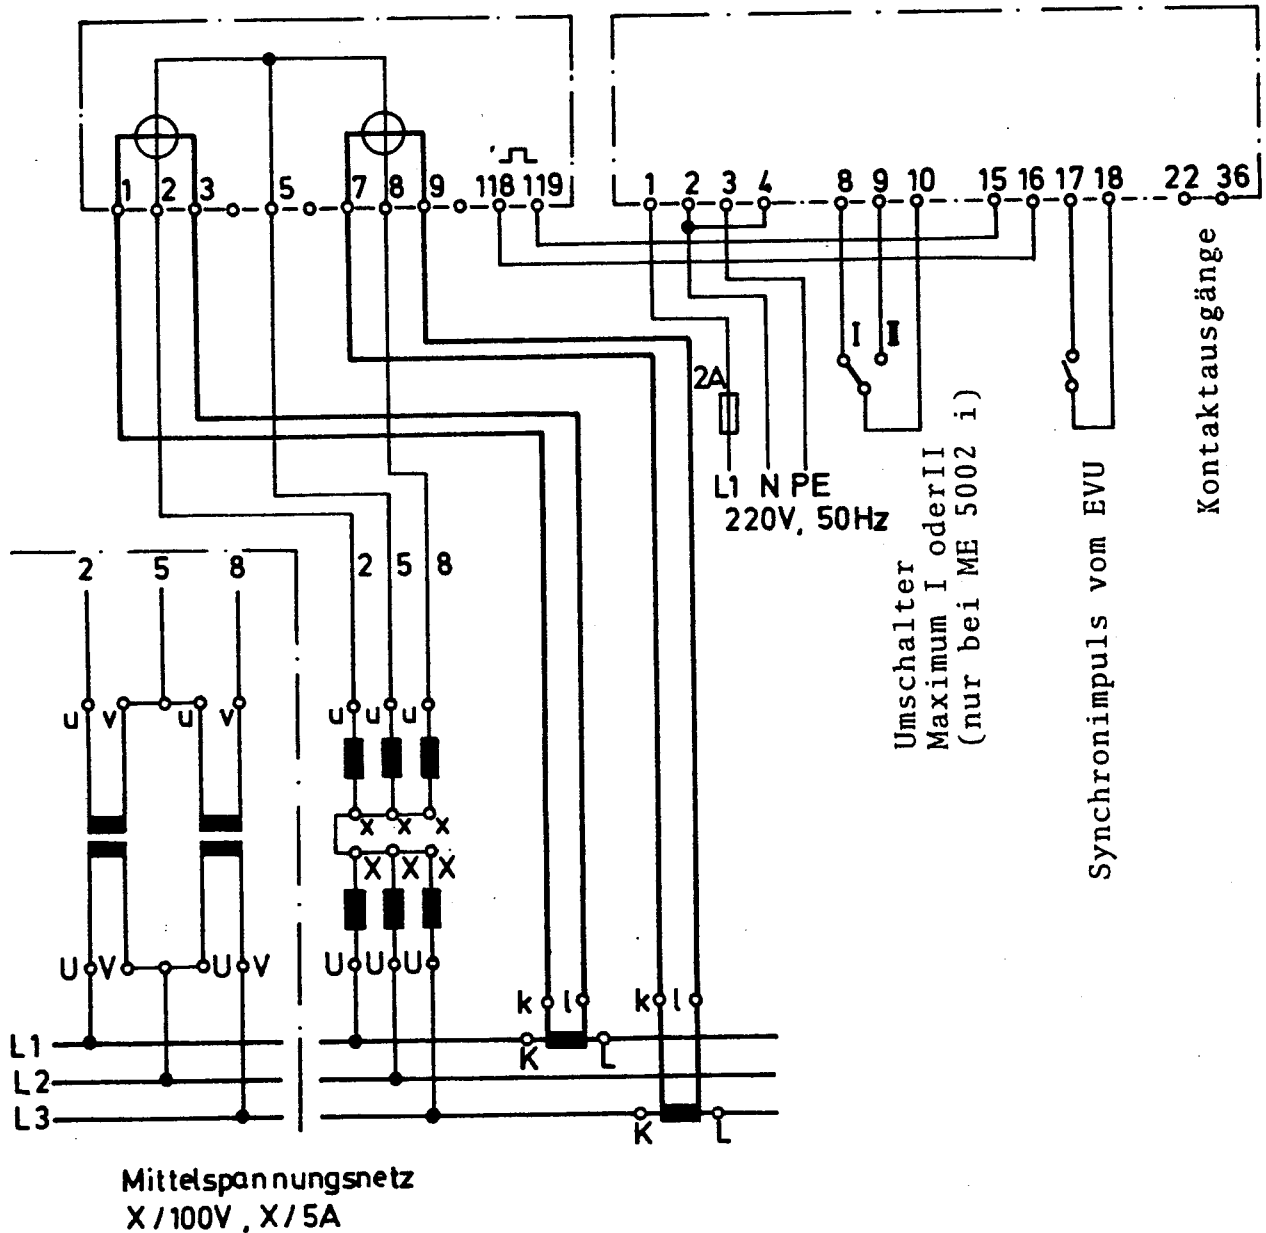 1 2 3 5 7 8 9 118 119
1 2 3 4 8 9 10 15 16 17 18 22 36
I II
2A
L1 N PE
220V, 50Hz
Umschalter
Maximum I oderII
(nur bei ME 5002 i)
Synchronimpuls vom EVU
Kontaktausgänge
2 5 8
2 5 8
u v u v
u u u
x x x
X X X
U V U V
U U U
k l k l
L1
K L
L2
L3
K L
Mittelspannungsnetz
X/100V, X/5A